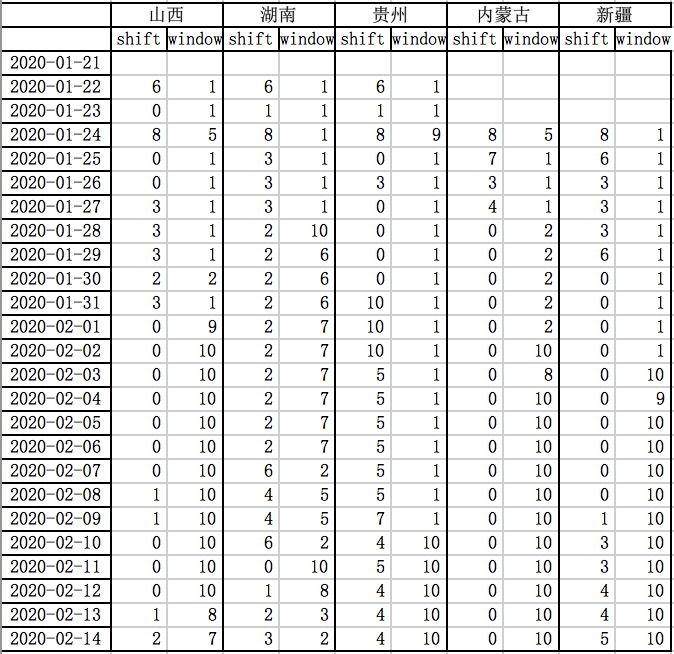 山西 湖南 贵州 内蒙古 新疆
shift window shift window shift window shift window shift window
2020-01-21
2020-01-22 6 1 6 1 6 1
2020-01-23 0 1 1 1 1 1
2020-01-24 8 5 8 1 8 9 8 5 8 1
2020-01-25 0 1 3 1 0 1 7 1 6 1
2020-01-26 0 1 3 1 3 1 3 1 3 1
2020-01-27 3 1 3 1 0 1 4 1 3 1
2020-01-28 3 1 2 10 0 1 0 2 3 1
2020-01-29 3 1 2 6 0 1 0 2 6 1
2020-01-30 2 2 2 6 0 1 0 2 0 1
2020-01-31 3 1 2 6 10 1 0 2 0 1
2020-02-01 0 9 2 7 10 1 0 2 0 1
2020-02-02 0 10 2 7 10 1 0 10 0 1
2020-02-03 0 10 2 7 5 1 0 8 0 10
2020-02-04 0 10 2 7 5 1 0 10 0 9
2020-02-05 0 10 2 7 5 1 0 10 0 10
2020-02-06 0 10 2 7 5 1 0 10 0 10
2020-02-07 0 10 6 2 5 1 0 10 0 10
2020-02-08 1 10 4 5 5 1 0 10 0 10
2020-02-09 1 10 4 5 7 1 0 10 1 10
2020-02-10 0 10 6 2 4 10 0 10 3 10
2020-02-11 0 10 0 10 5 10 0 10 3 10
2020-02-12 0 10 1 8 4 10 0 10 4 10
2020-02-13 1 8 2 3 4 10 0 10 4 10
2020-02-14 2 7 3 2 4 10 0 10 5 10